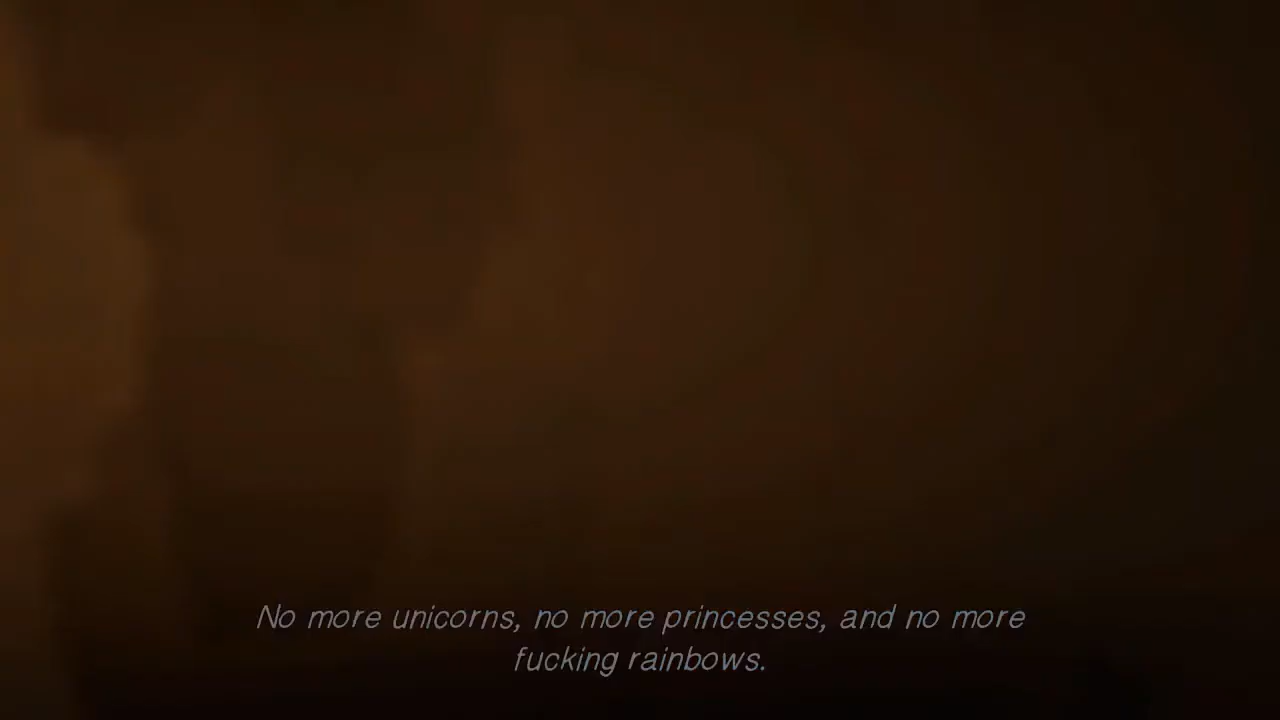 No more unicorns, no more princesses, and no more
fucking rainbows.